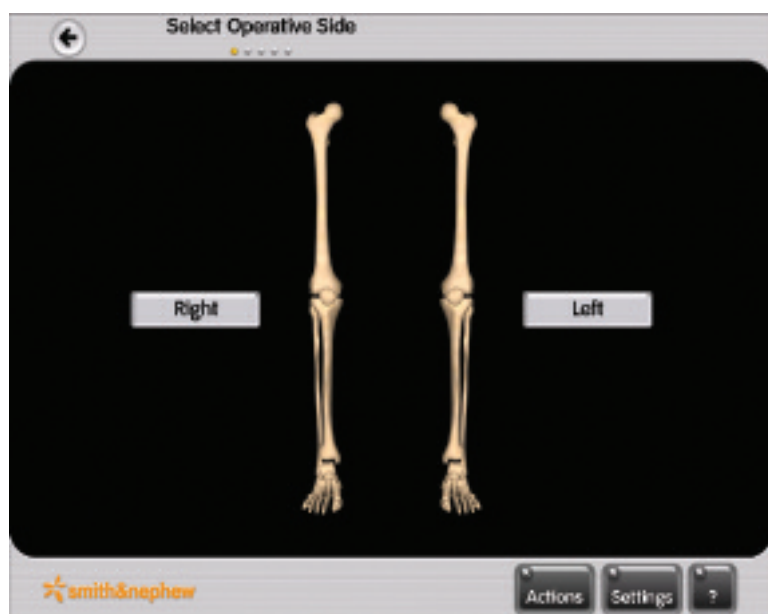 Select Operative Side
Right
Left
smith&nephew
Actions
Settings
?